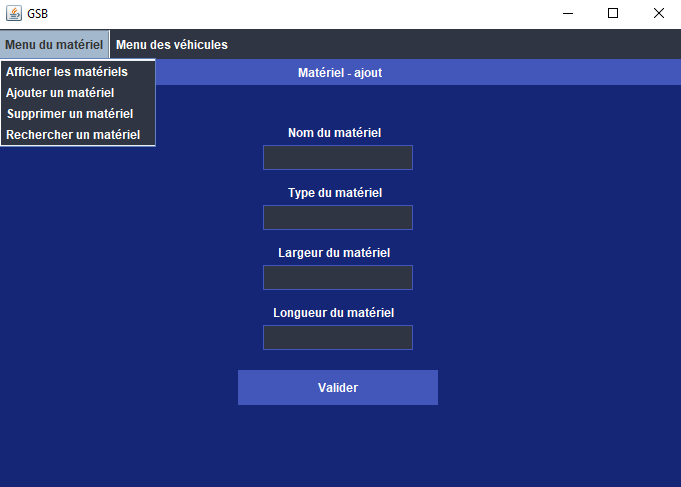 GSB
Menu du matériel Menu des véhicules
Matériel - ajout
Afficher les matériels
Ajouter un matériel
Supprimer un matériel
Rechercher un matériel
Nom du matériel
Type du matériel
Largeur du matériel
Longueur du matériel
Valider